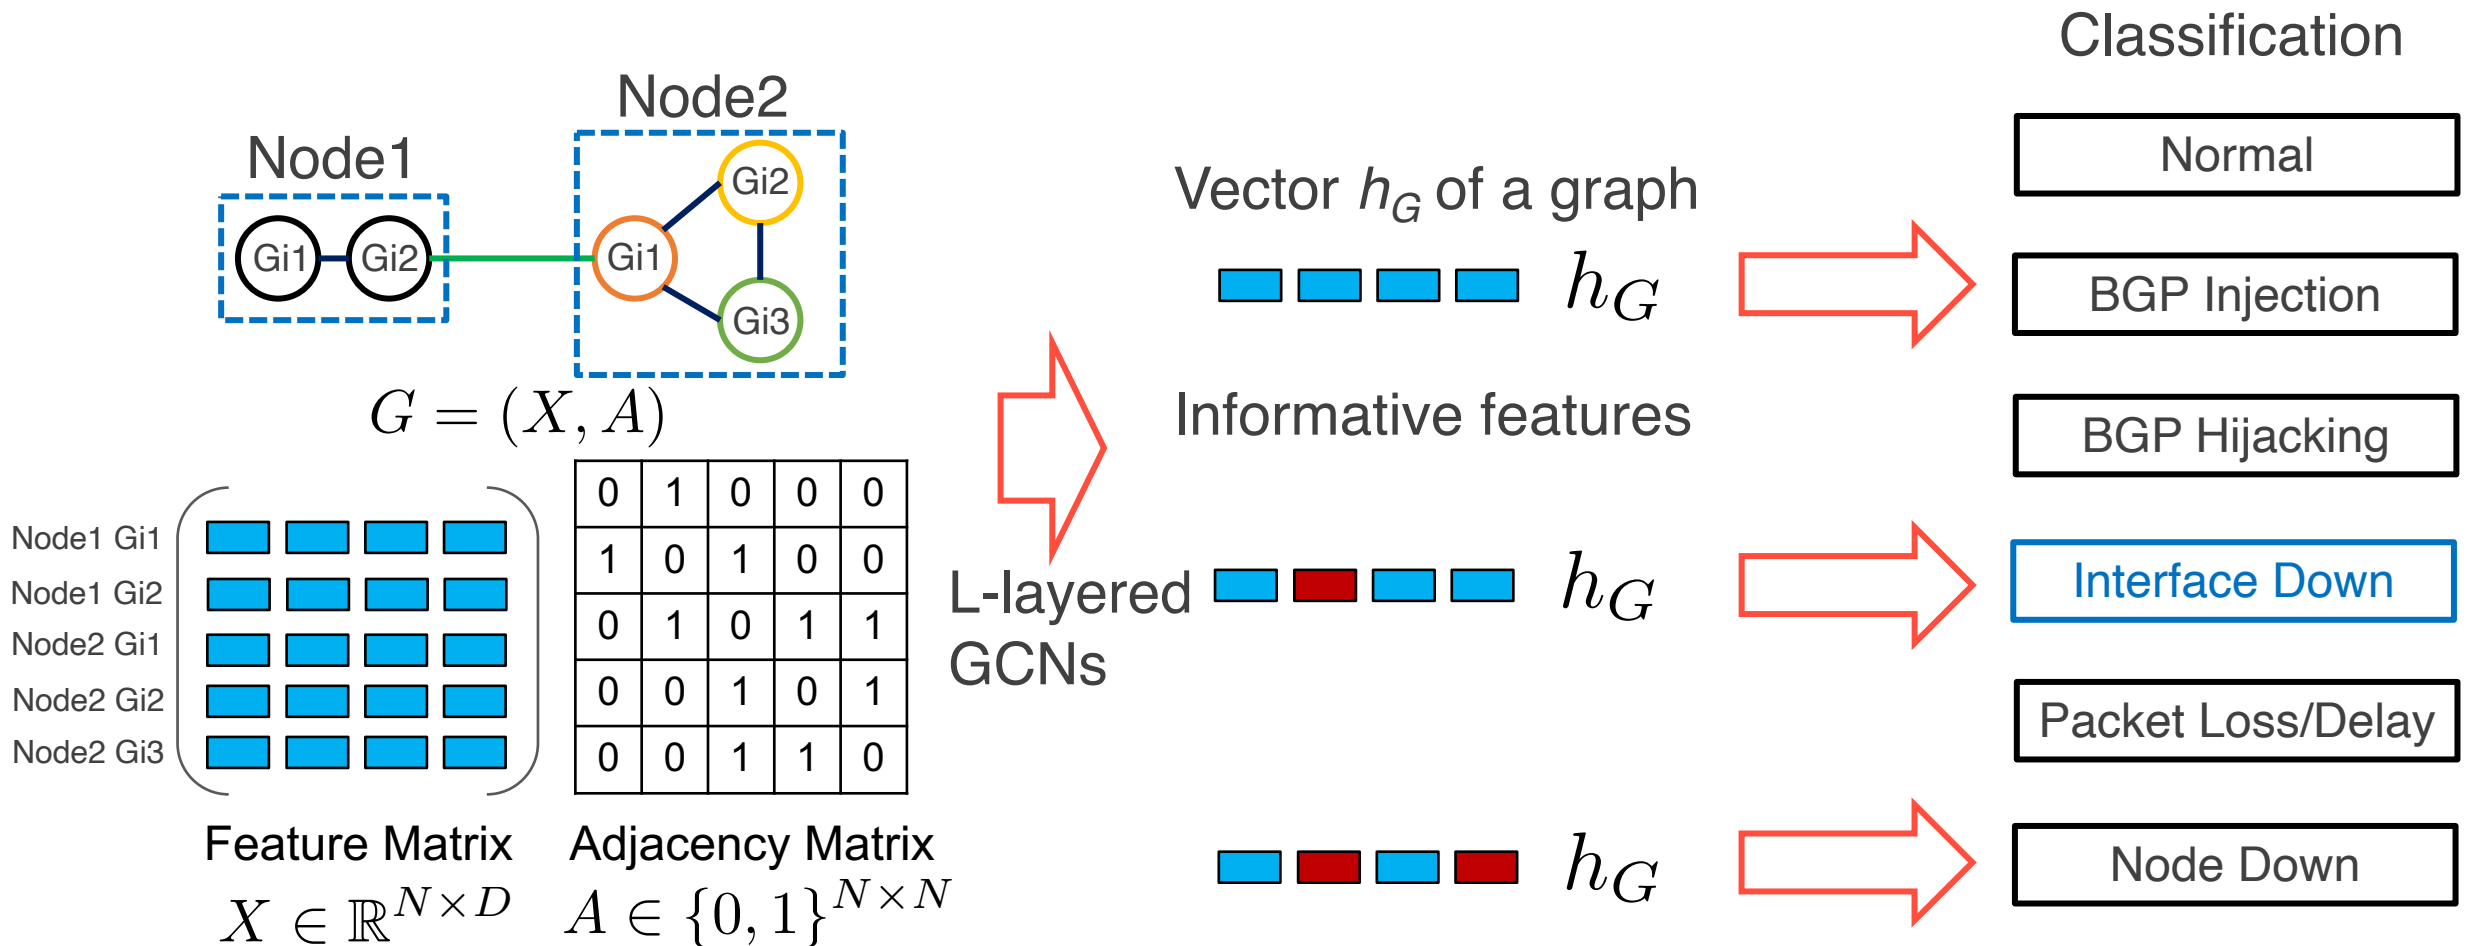 Classification
Node2
Node1
Gi1
Gi2
Gi1
Gi2
Gi3
G = (X, A)
Node1 Gi1
Node1 Gi2
Node2 Gi1
Node2 Gi2
Node2 Gi3
0 1 0 0 0
1 0 1 0 0
0 1 0 1 1
0 0 1 0 1
0 0 1 1 0
Feature Matrix
X ∈ ℝ^{N×D}
Adjacency Matrix
A ∈ {0, 1}^{N×N}
L-layered
GCNs
Vector h_G of a graph
h_G
Informative features
h_G
h_G
Normal
BGP Injection
BGP Hijacking
Interface Down
Packet Loss/Delay
Node Down